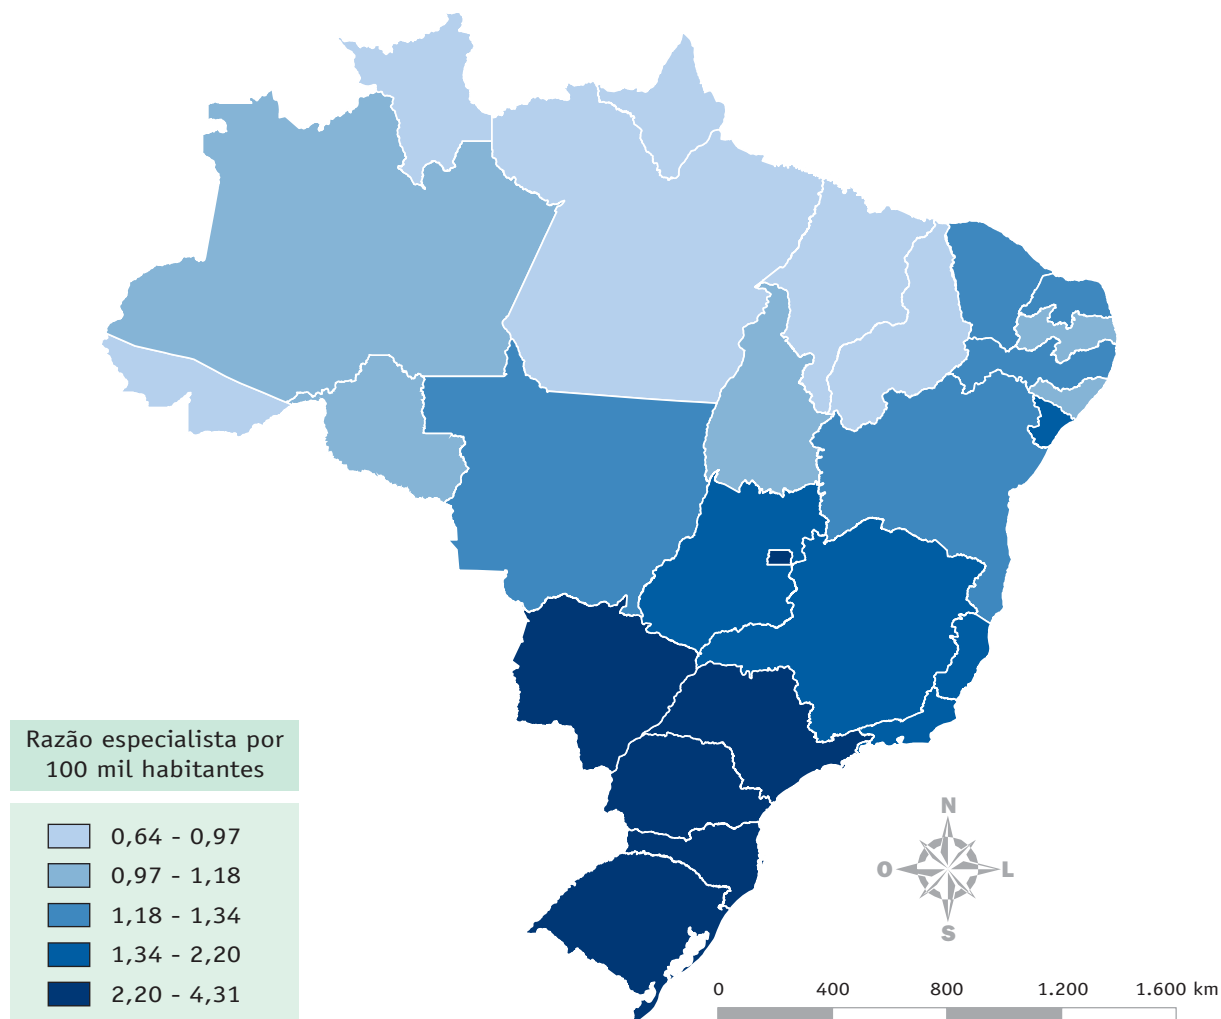 Razão especialista por
100 mil habitantes
0,64 - 0,97
0,97 - 1,18
1,18 - 1,34
1,34 - 2,20
2,20 - 4,31
N
O L
S
0 400 800 1.200 1.600 km